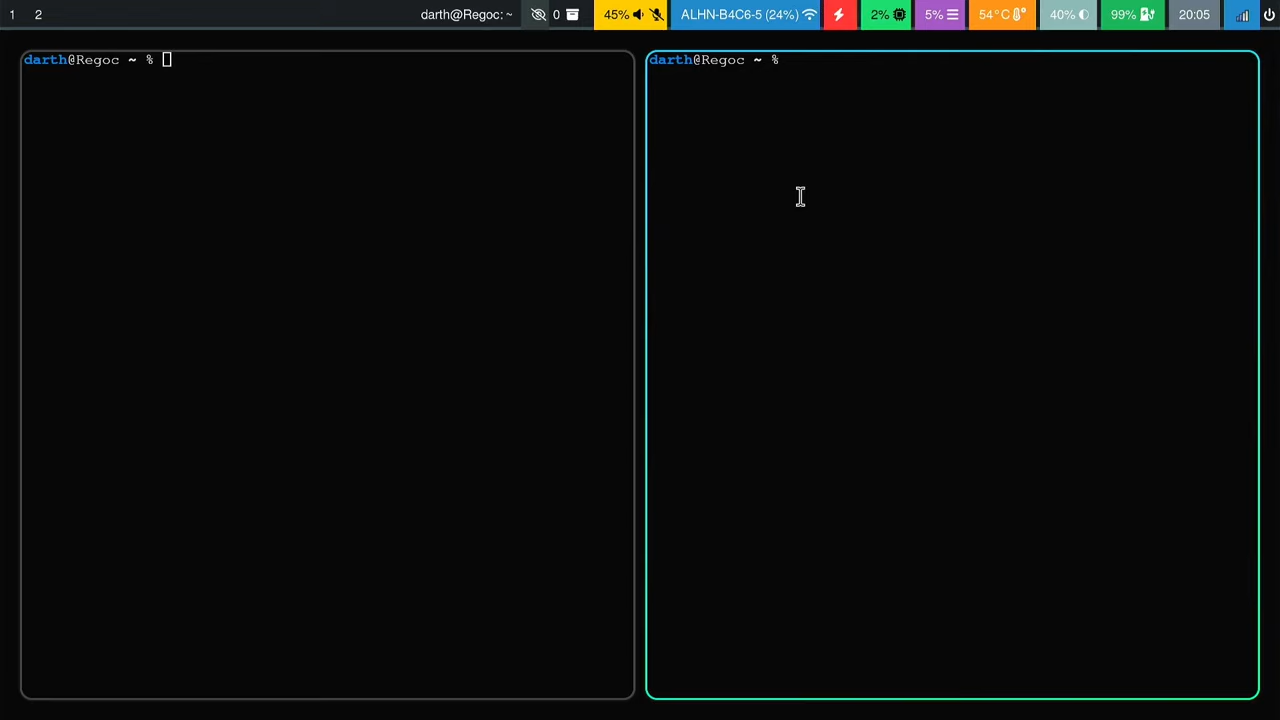 1 2 darth@Regoc: ~ 0 45% ALHN-B4C6-5 (24%) 2% 5% 54°C 40% 99% 20:05
darth@Regoc ~ %
darth@Regoc ~ %